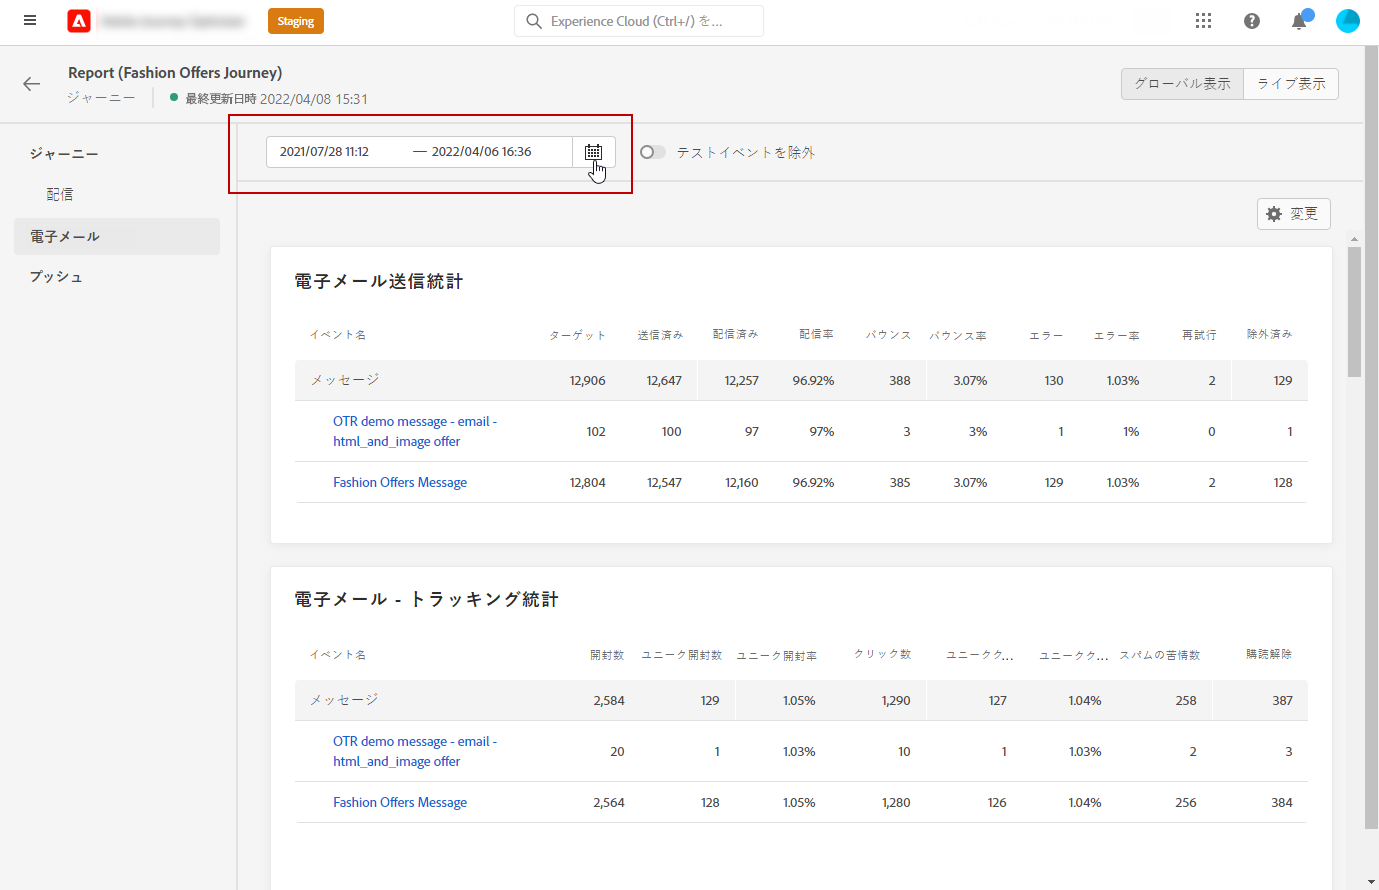 Staging
Experience Cloud (Ctrl+/) を...
Report (Fashion Offers Journey)
ジャーニー 最終更新日時 2022/04/08 15:31
グローバル表示 ライブ表示
ジャーニー
配信
電子メール
プッシュ
2021/07/28 11:12 — 2022/04/06 16:36
テストイベントを除外
変更
電子メール送信統計
イベント名 ターゲット 送信済み 配信済み 配信率 バウンス バウンス率 エラー エラー率 再試行 除外済み
メッセージ 12,906 12,647 12,257 96.92% 388 3.07% 130 1.03% 2 129
OTR demo message - email -
html_and_image offer 102 100 97 97% 3 3% 1 1% 0 1
Fashion Offers Message 12,804 12,547 12,160 96.92% 385 3.07% 129 1.03% 2 128
電子メール - トラッキング統計
イベント名 開封数 ユニーク開封数 ユニーク開封率 クリック数 ユニークク... ユニークク... スパムの苦情数 購読解除
メッセージ 2,584 129 1.05% 1,290 127 1.04% 258 387
OTR demo message - email -
html_and_image offer 20 1 1.03% 10 1 1.03% 2 3
Fashion Offers Message 2,564 128 1.05% 1,280 126 1.04% 256 384